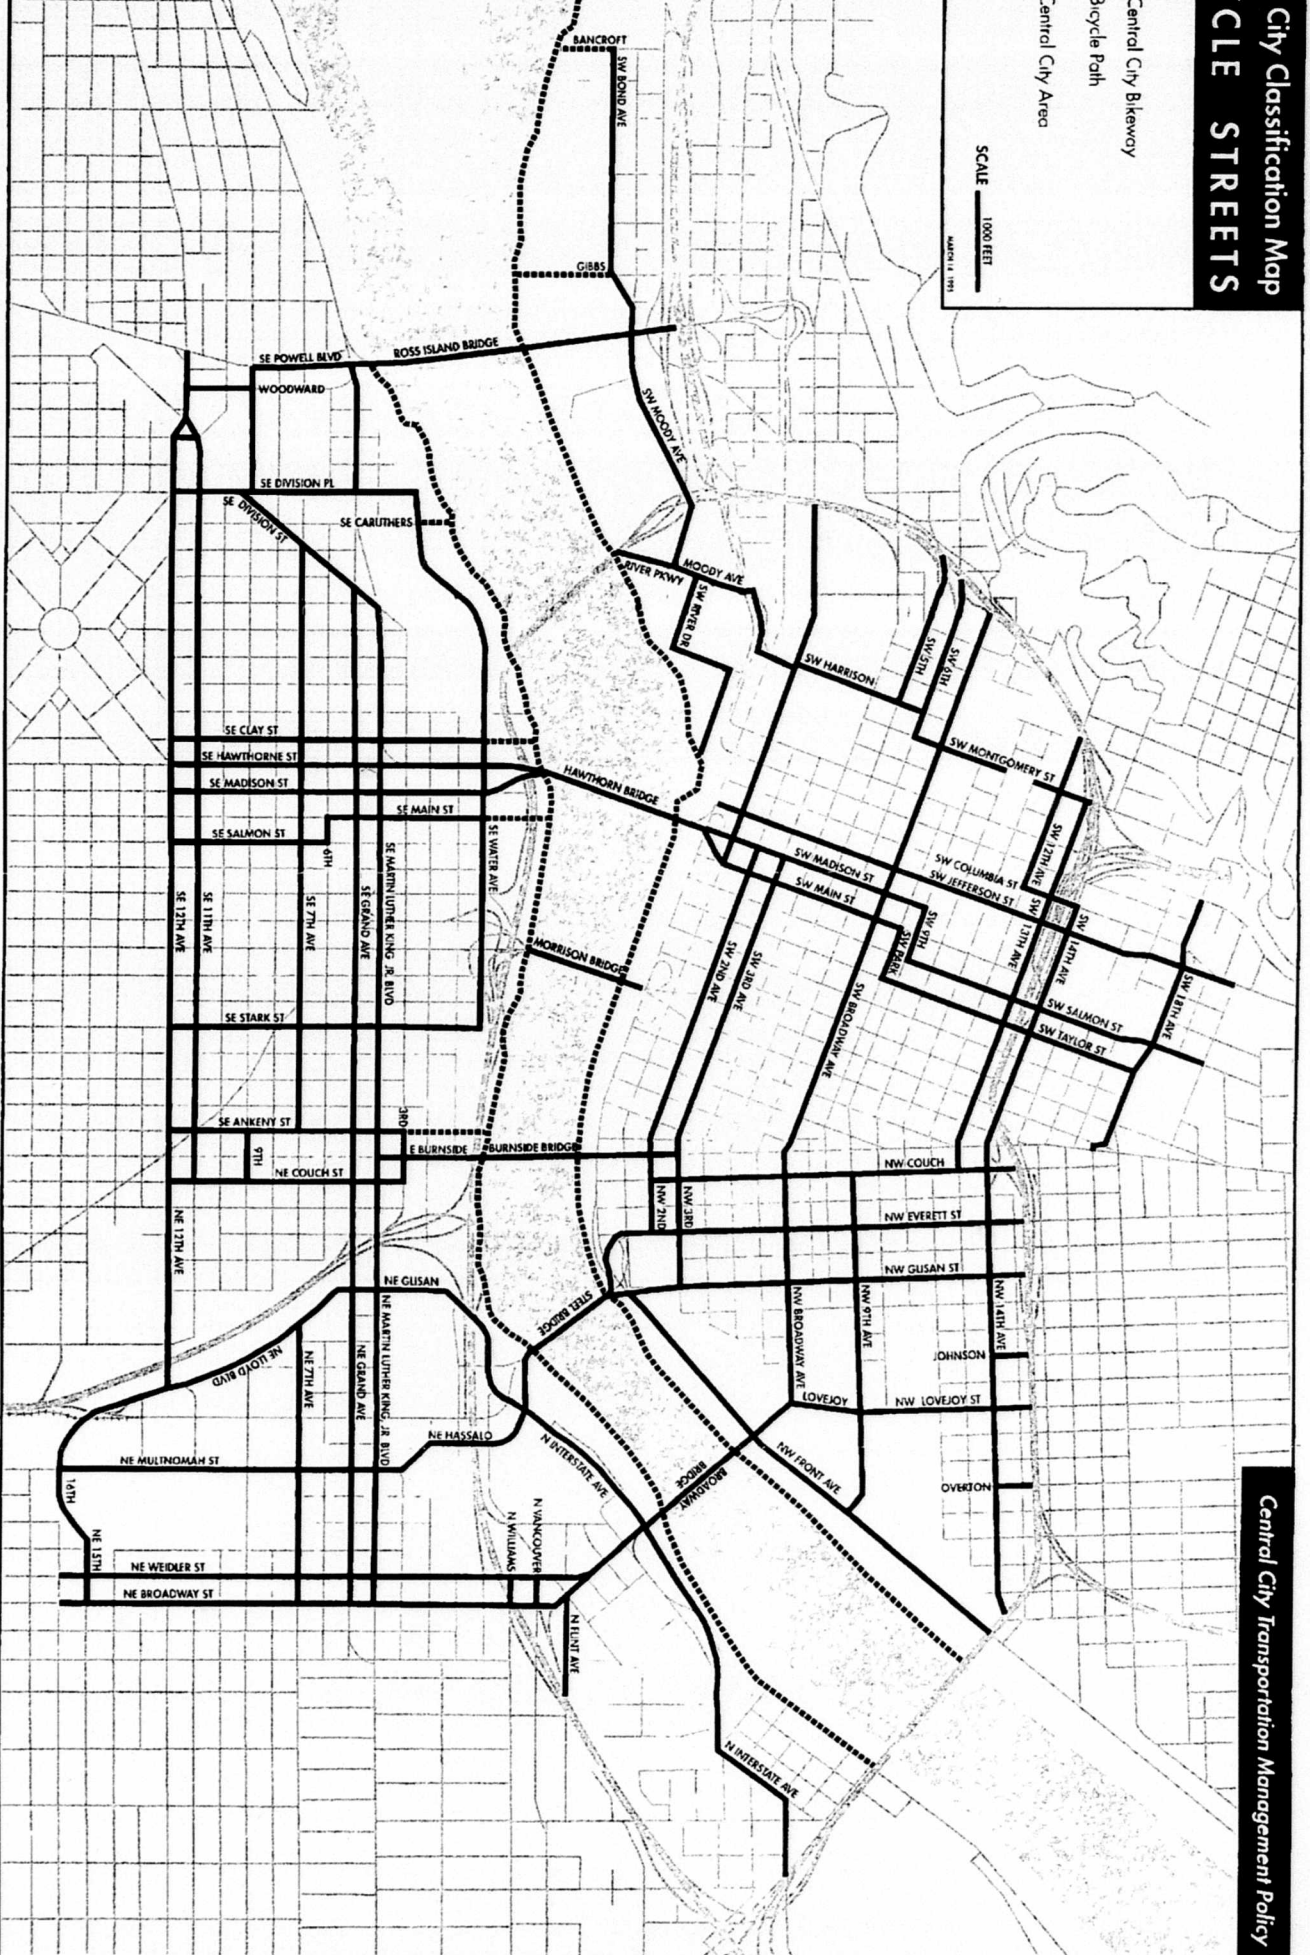 City Classification Map
CLE STREETS
Central City Bikeway
Bicycle Path
Central City Area
SCALE
1000 FEET
Central City Transportation Management Policy
BANCROFT
SW BOND AVE
GIBBS
SE POWELL BLVD
ROSS ISLAND BRIDGE
WOODWARD
SW MOODY AVE
SE DIVISION PL
SE DIVISION ST
SE CARUTHERS
RIVER PKWY
MOODY AVE
SW RIVER DR
SW HARRISON
SW 5TH
SW 6TH
SW MONTGOMERY ST
SE CLAY ST
SE HAWTHORNE ST
SE MADISON ST
HAWTHORN BRIDGE
SE MAIN ST
SE SALMON ST
6TH
SE WATER AVE
SW MADISON ST
SW MAIN ST
SW COLUMBIA ST
SW JEFFERSON ST
SW 12TH AVE
SW 13TH AVE
SW 14TH AVE
SW 9TH
SW PARK
SW 18TH AVE
SE 12TH AVE
SE 11TH AVE
SE 7TH AVE
SE GRAND AVE
SE MARTIN LUTHER KING JR. BLVD
MORRISON BRIDGE
SW 2ND AVE
SW 3RD AVE
SW BROADWAY AVE
SW SALMON ST
SW TAYLOR ST
SE STARK ST
SE ANKENY ST
3RD
9TH
E BURNSIDE
BURNSIDE BRIDGE
NE COUCH ST
NW COUCH
NW 2ND
NW 3RD
NW EVERETT ST
NE 12TH AVE
NE GLISAN
STEEL BRIDGE
NW GLISAN ST
NW BROADWAY AVE
NW 9TH AVE
NW 14TH AVE
NE LLOYD BLVD
NE 7TH AVE
NE GRAND AVE
NE MARTIN LUTHER KING, JR. BLVD
JOHNSON
LOVEJOY
NW LOVEJOY ST
NE HASSALO
NE MULTNOMAH ST
N INTERSTATE AVE
BROADWAY BRIDGE
NW FRONT AVE
OVERTON
16TH
NE 15TH
N WILLIAMS
N VANCOUVER
NE WEIDLER ST
NE BROADWAY ST
N FLINT AVE
N INTERSTATE AVE